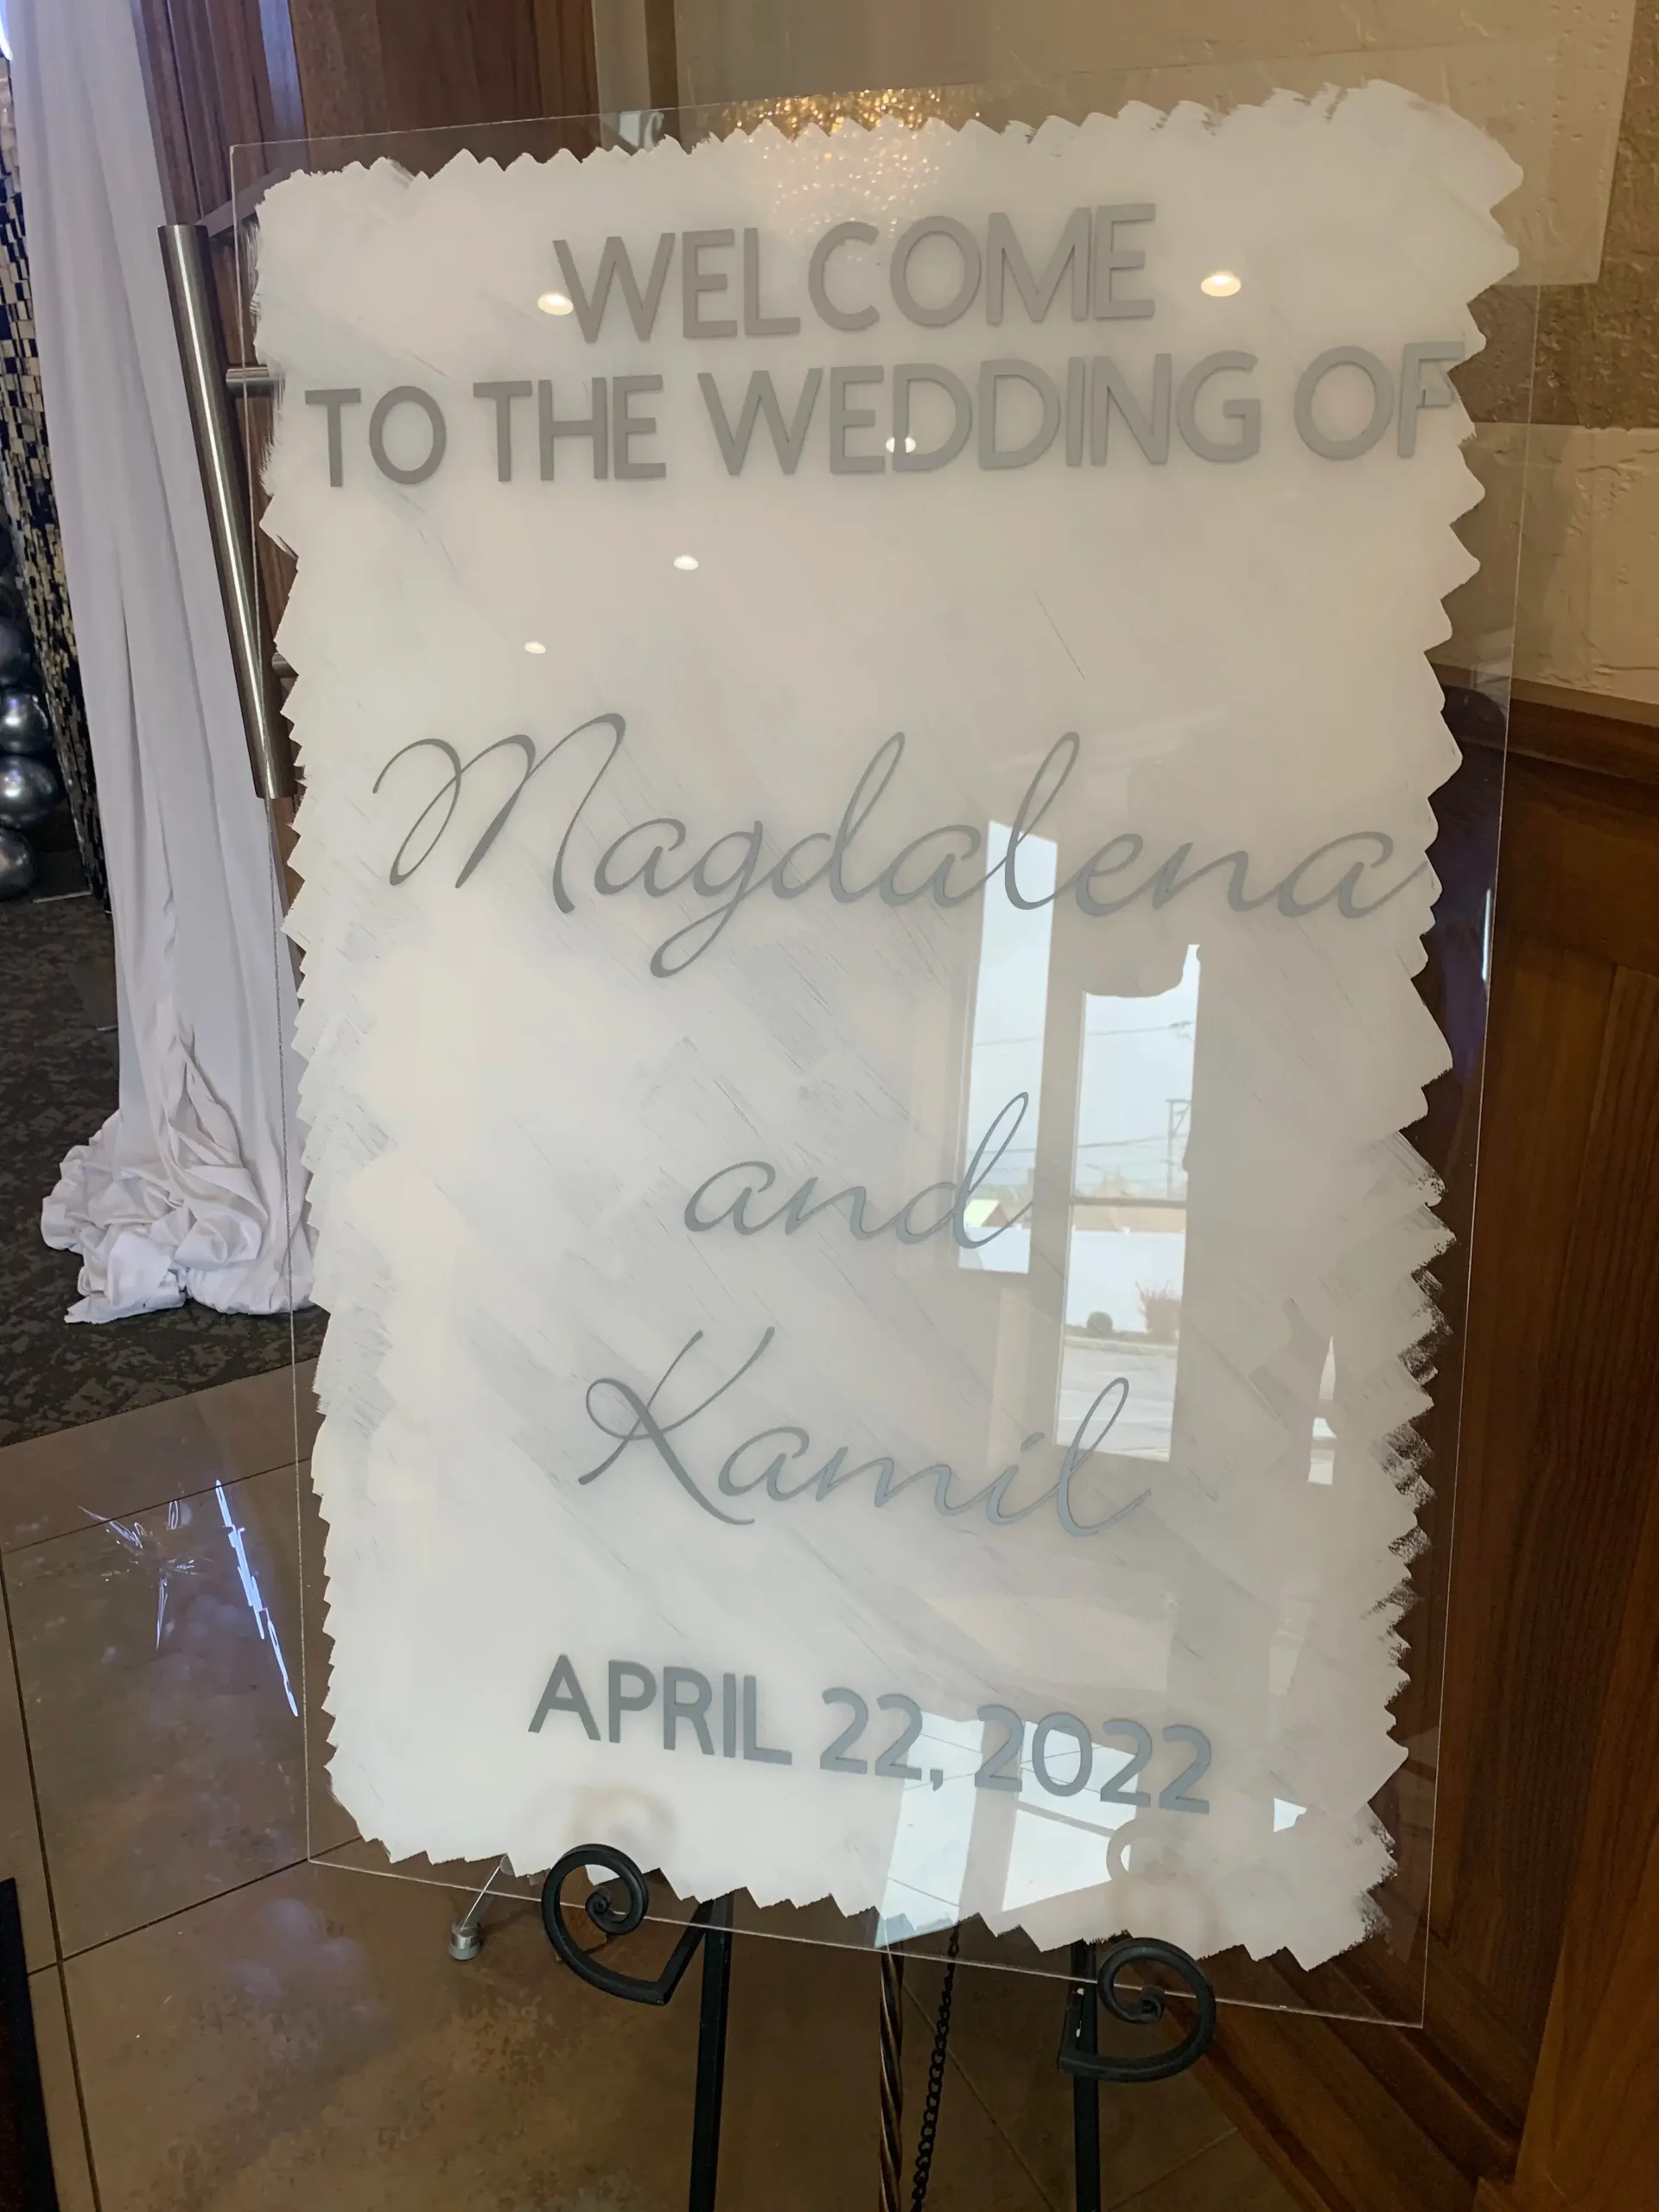 WELCOME
TO THE WEDDING OF
Magdalena
and
Kamil
APRIL 22, 2022